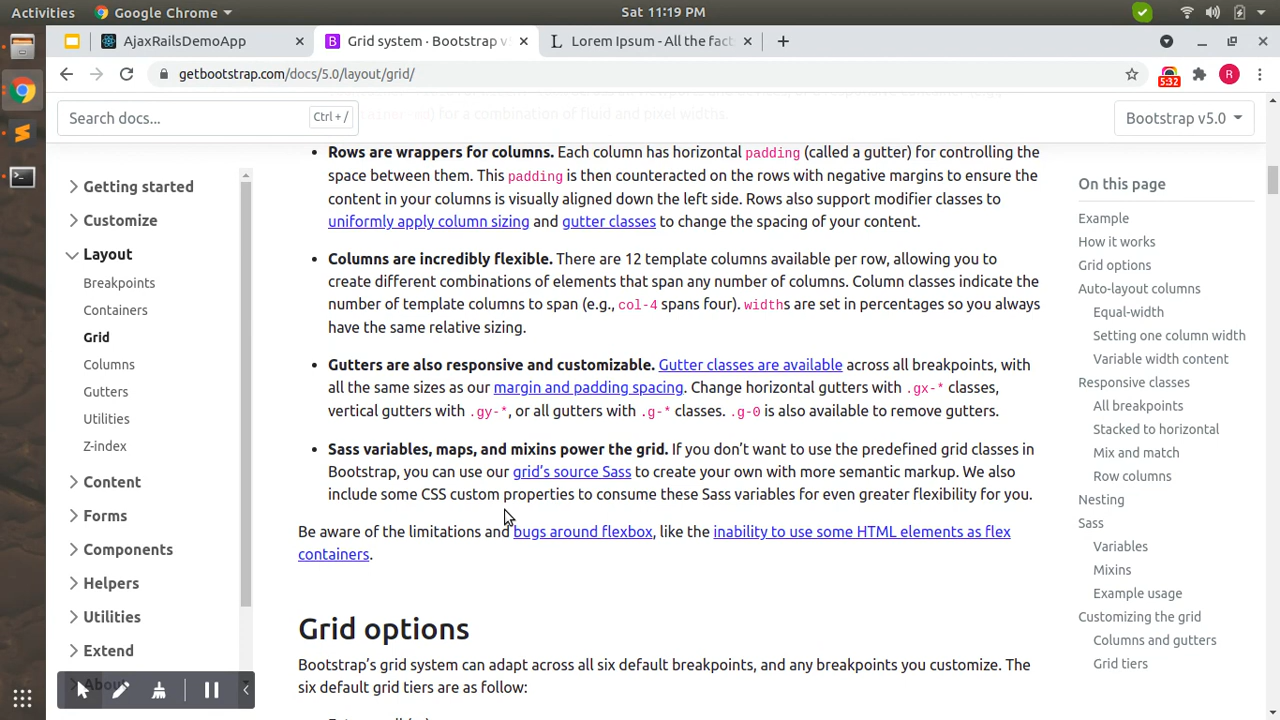 Activities
Google Chrome
Sat 11:19 PM
AjaxRailsDemoApp
Grid system · Bootstrap v5
Lorem Ipsum - All the fact
getbootstrap.com/docs/5.0/layout/grid/
5:32
R
Search docs...
Ctrl + /
Bootstrap v5.0
) for a combination of fluid and pixel widths.
Getting started
Customize
Layout
Breakpoints
Containers
Grid
Columns
Gutters
Utilities
Z-index
Content
Forms
Components
Helpers
Utilities
Extend
About
• Rows are wrappers for columns. Each column has horizontal padding (called a gutter) for controlling the
space between them. This padding is then counteracted on the rows with negative margins to ensure the
content in your columns is visually aligned down the left side. Rows also support modifier classes to
uniformly apply column sizing and gutter classes to change the spacing of your content.
• Columns are incredibly flexible. There are 12 template columns available per row, allowing you to
create different combinations of elements that span any number of columns. Column classes indicate the
number of template columns to span (e.g., col-4 spans four). widths are set in percentages so you always
have the same relative sizing.
• Gutters are also responsive and customizable. Gutter classes are available across all breakpoints, with
all the same sizes as our margin and padding spacing. Change horizontal gutters with .gx-* classes,
vertical gutters with .gy-*, or all gutters with .g-* classes. .g-0 is also available to remove gutters.
• Sass variables, maps, and mixins power the grid. If you don’t want to use the predefined grid classes in
Bootstrap, you can use our grid’s source Sass to create your own with more semantic markup. We also
include some CSS custom properties to consume these Sass variables for even greater flexibility for you.
Be aware of the limitations and bugs around flexbox, like the inability to use some HTML elements as flex
containers.
Grid options
Bootstrap’s grid system can adapt across all six default breakpoints, and any breakpoints you customize. The
six default grid tiers are as follow:
On this page
Example
How it works
Grid options
Auto-layout columns
Equal-width
Setting one column width
Variable width content
Responsive classes
All breakpoints
Stacked to horizontal
Mix and match
Row columns
Nesting
Sass
Variables
Mixins
Example usage
Customizing the grid
Columns and gutters
Grid tiers